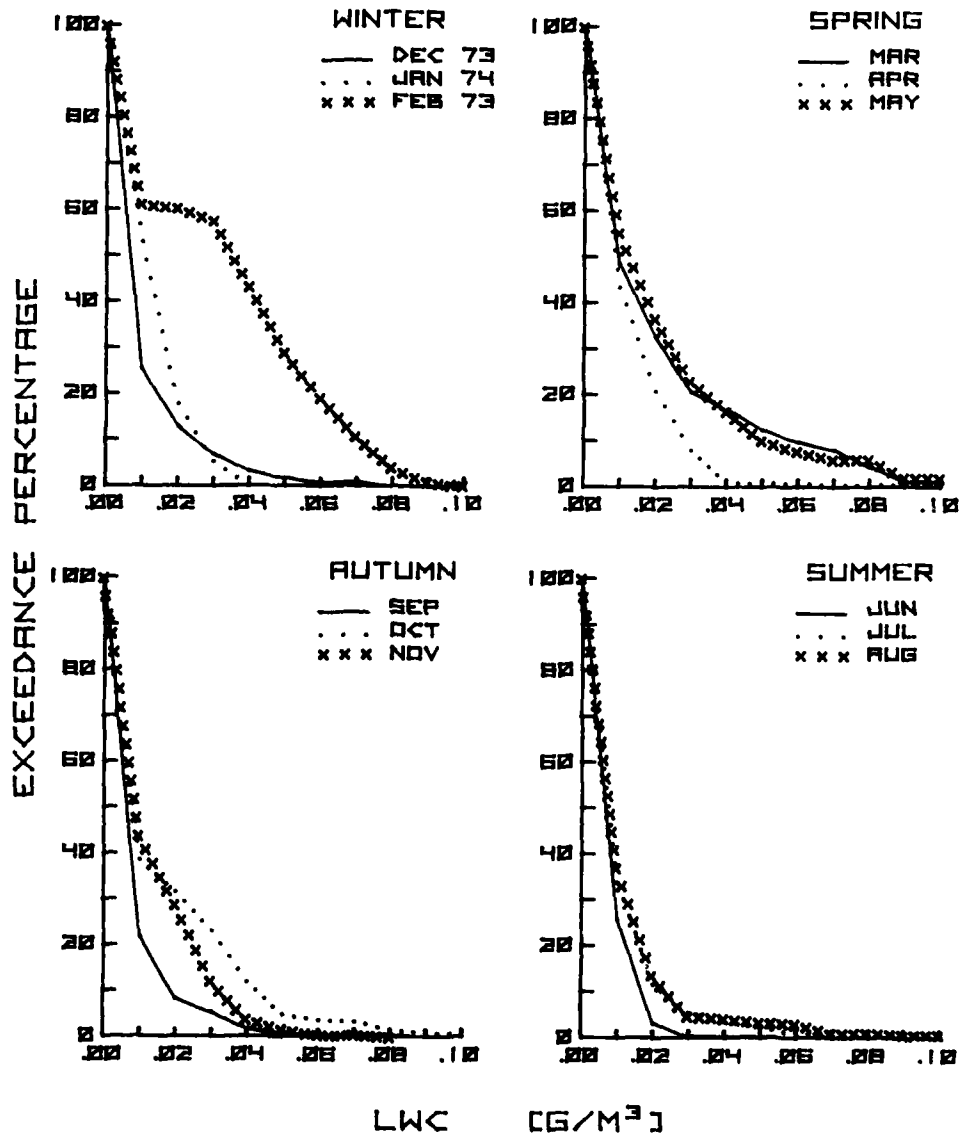 EXCEEDANCE PERCENTAGE
WINTER
DEC 73
JAN 74
FEB 73
100
80
60
40
20
0
.00 .02 .04 .06 .08 .10
SPRING
MAR
APR
MAY
100
80
60
40
20
0
.00 .02 .04 .06 .08 .10
AUTUMN
SEP
OCT
NOV
100
80
60
40
20
0
.00 .02 .04 .06 .08 .10
SUMMER
JUN
JUL
AUG
100
80
60
40
20
0
.00 .02 .04 .06 .08 .10
LWC [G/M³]